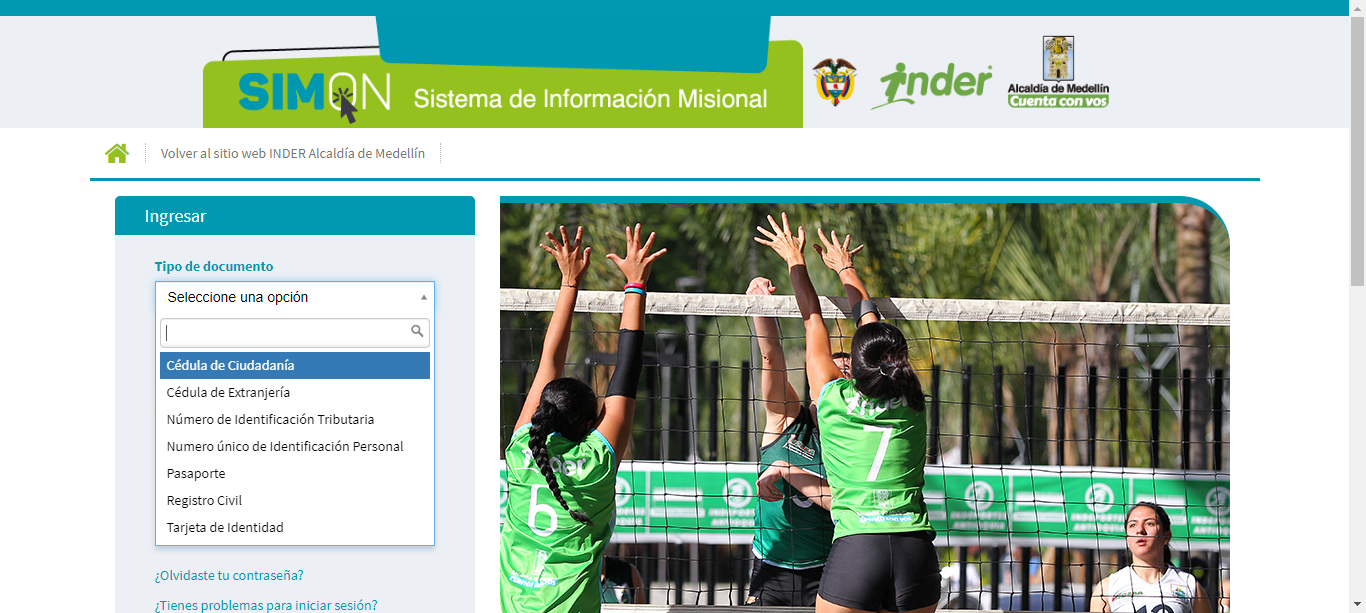 SIMON Sistema de Información Misional
inder
Alcaldía de Medellín
Cuenta con vos
Volver al sitio web INDER Alcaldía de Medellín
Ingresar
Tipo de documento
Seleccione una opción
Cédula de Ciudadanía
Cédula de Extranjería
Número de Identificación Tributaria
Numero único de Identificación Personal
Pasaporte
Registro Civil
Tarjeta de Identidad
¿Olvidaste tu contraseña?
¿Tienes problemas para iniciar sesión?
inder
7
inder
6
10